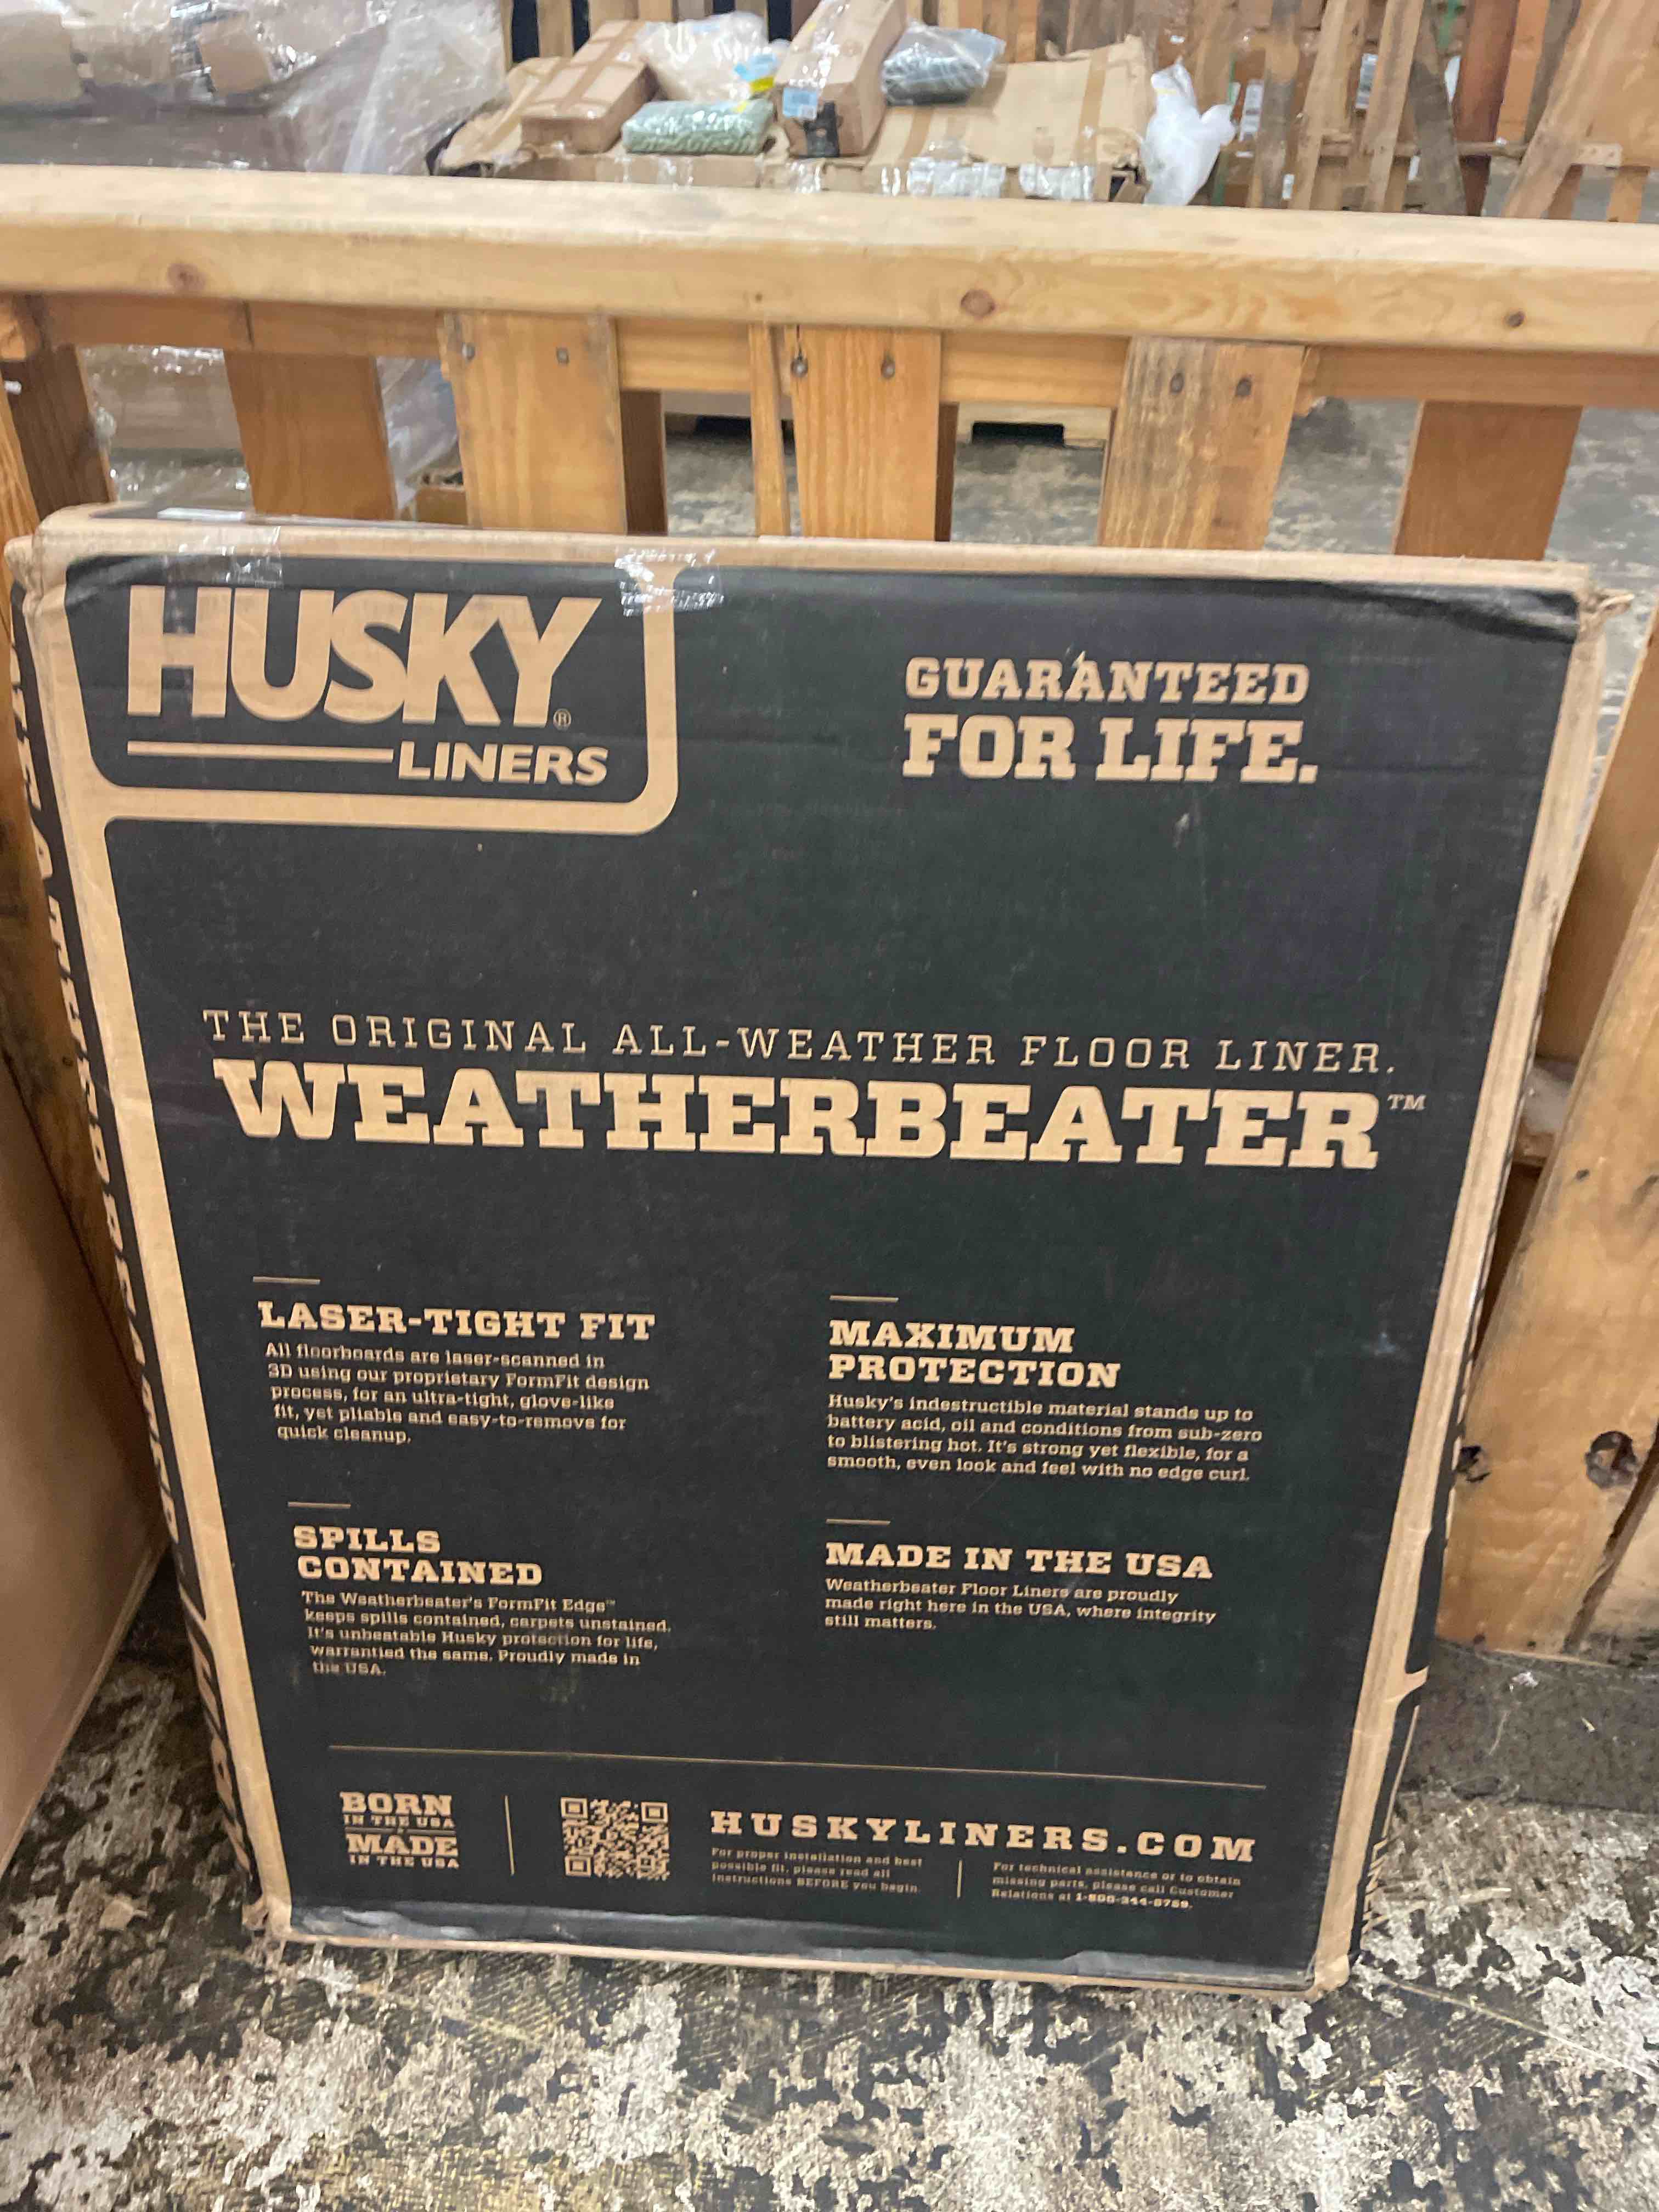 HUSKY®
LINERS
GUARANTEED
FOR LIFE.
THE ORIGINAL ALL-WEATHER FLOOR LINER.
WEATHERBEATER™
LASER-TIGHT FIT
All floorboards are laser-scanned in
3D using our proprietary FormFit design
process, for an ultra-tight, glove-like
fit, yet pliable and easy-to-remove for
quick cleanup.
MAXIMUM
PROTECTION
Husky's indestructible material stands up to
battery acid, oil and conditions from sub-zero
to blistering hot. It's strong yet flexible, for a
smooth, even look and feel with no edge curl.
SPILLS
CONTAINED
The Weatherbeater's FormFit Edge™
keeps spills contained, carpets unstained.
It's unbeatable Husky protection for life,
warrantied the same. Proudly made in
the USA.
MADE IN THE USA
Weatherbeater Floor Liners are proudly
made right here in the USA, where integrity
still matters.
BORN
IN THE USA
MADE
IN THE USA
HUSKYLINERS.COM
For proper installation and best
possible fit, please read all
instructions BEFORE you begin.
For technical assistance or to obtain
missing parts, please call Customer
Relations at 1-800-344-8759.
WEATHERBEATER